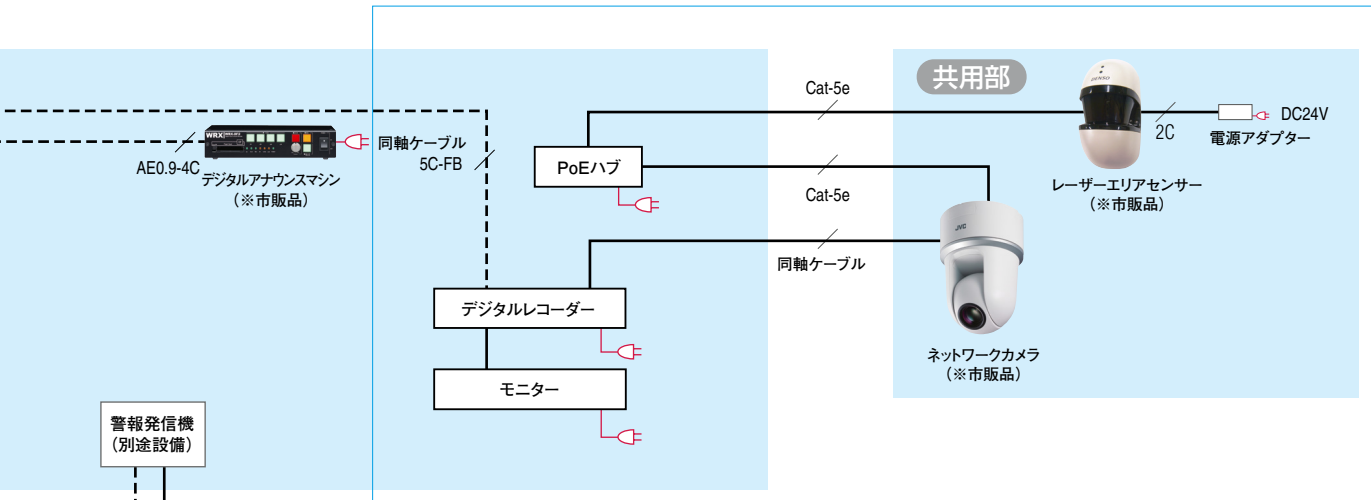 共用部
Cat-5e
DENSO
DC24V
2C
電源アダプター
WRX
同軸ケーブル
5C-FB
AE0.9-4C
デジタルアナウンスマシン
（※市販品）
PoEハブ
レーザーエリアセンサー
（※市販品）
Cat-5e
JVC
同軸ケーブル
デジタルレコーダー
ネットワークカメラ
（※市販品）
モニター
警報発信機
（別途設備）